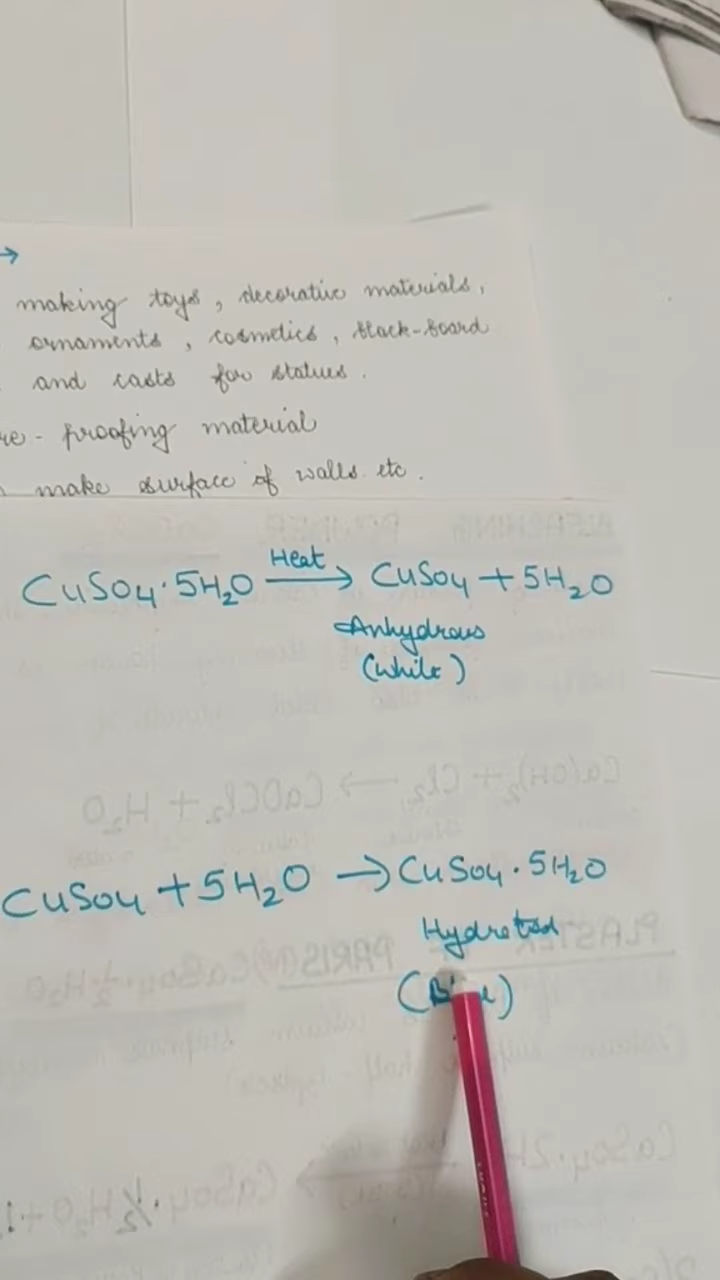 →
making toys, decorative materials,
ornaments, cosmetics, black-board
and casts for statues.
re-proofing material
make surface of walls etc.
CuSO4·5H2O Heat→ CuSO4 + 5H2O
Anhydrous
(white)
CuSO4 + 5H2O → CuSO4·5H2O
Hydrated